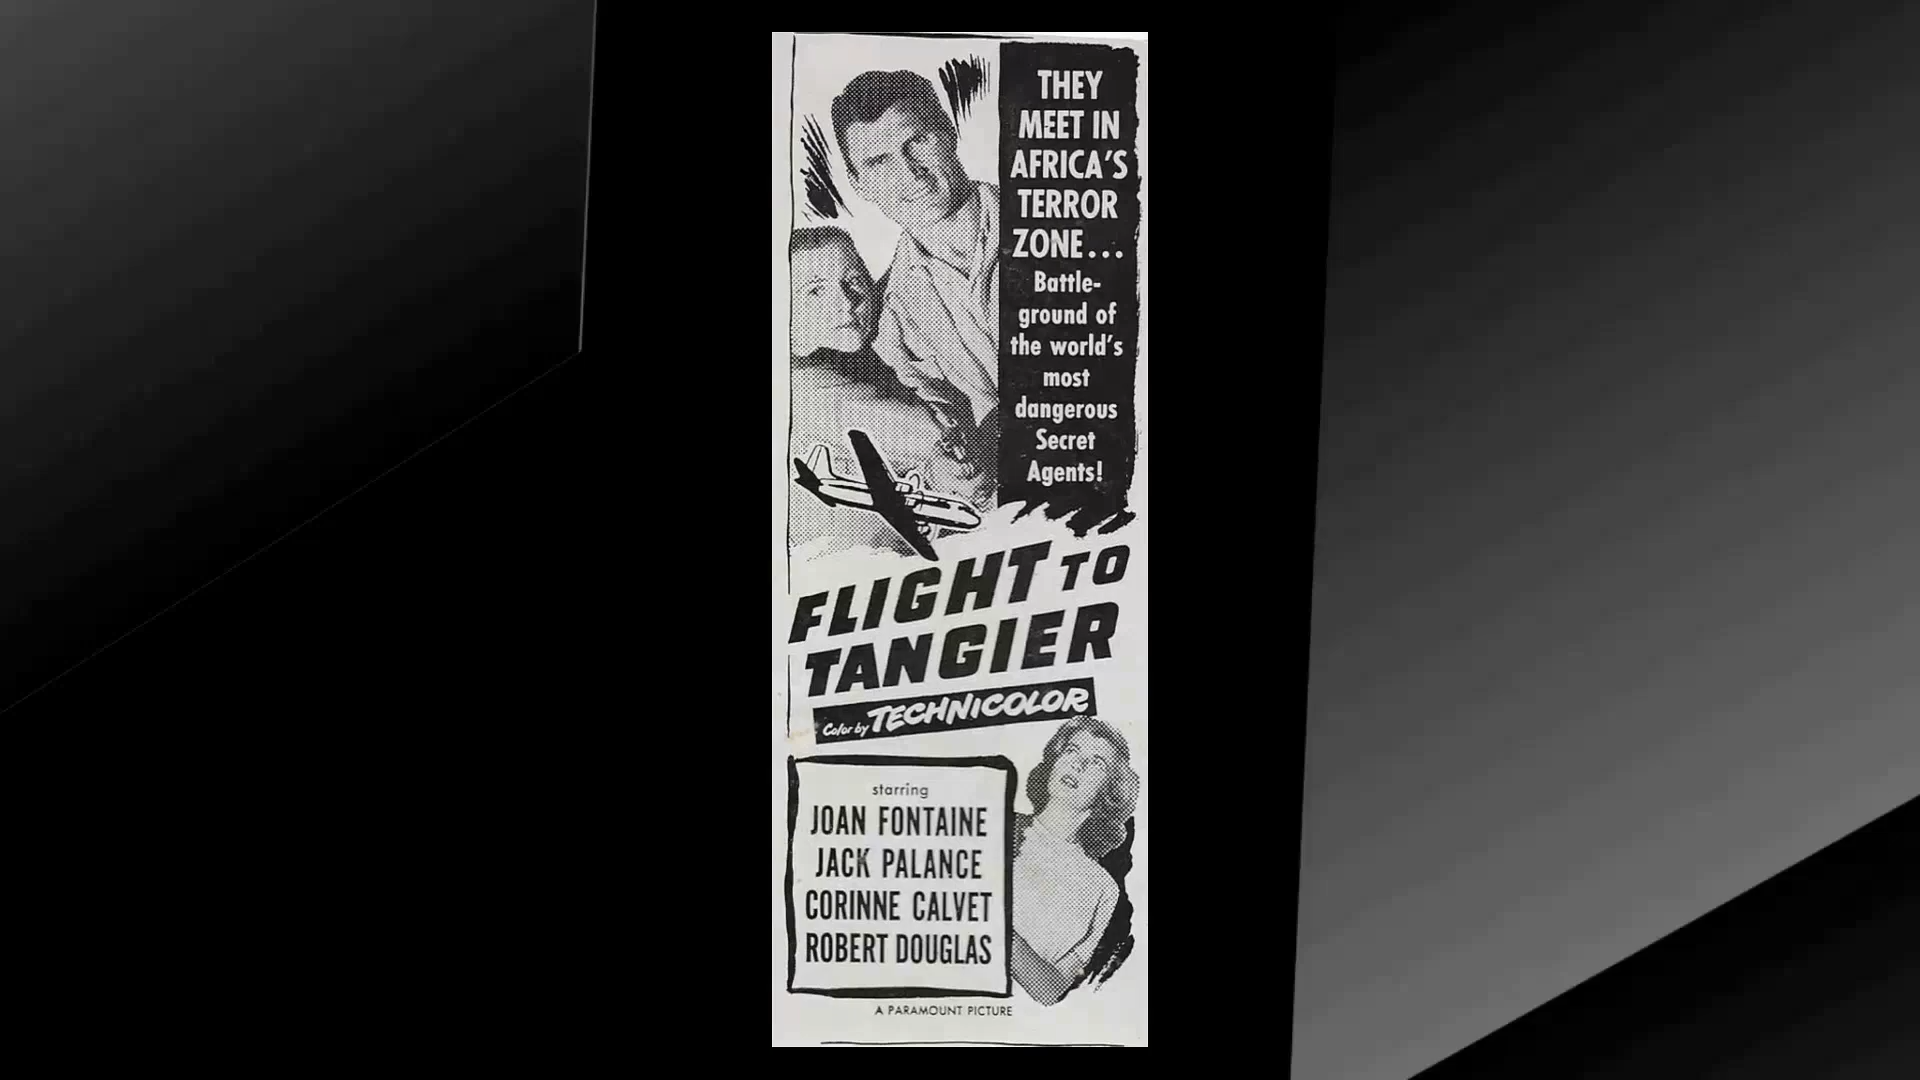 THEY
MEET IN
AFRICA'S
TERROR
ZONE...
Battle-
ground of
the world's
most
dangerous
Secret
Agents!
FLIGHT TO
TANGIER
Color by TECHNICOLOR
starring
JOAN FONTAINE
JACK PALANCE
CORINNE CALVET
ROBERT DOUGLAS
A PARAMOUNT PICTURE